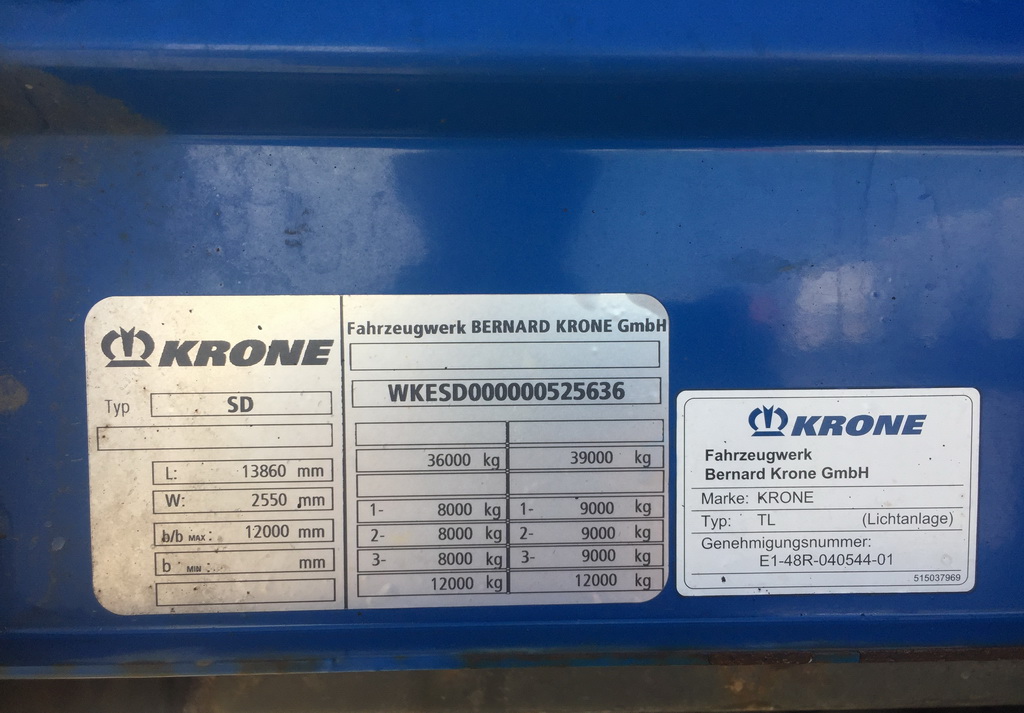 KRONE
Typ SD
L: 13860 mm
W: 2550 mm
b/b MAX : 12000 mm
b MIN : mm
Fahrzeugwerk BERNARD KRONE GmbH
WKESD000000525636
36000 kg 39000 kg
1- 8000 kg 1- 9000 kg
2- 8000 kg 2- 9000 kg
3- 8000 kg 3- 9000 kg
12000 kg 12000 kg
KRONE
Fahrzeugwerk
Bernard Krone GmbH
Marke: KRONE
Typ: TL (Lichtanlage)
Genehmigungsnummer:
E1-48R-040544-01
515037969